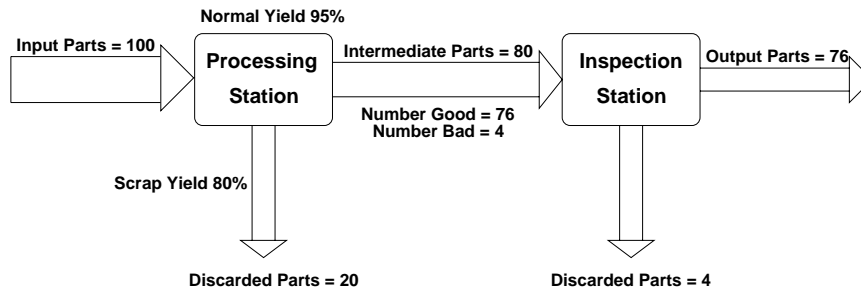 Normal Yield 95%
Input Parts = 100
Processing
Station
Intermediate Parts = 80
Number Good = 76
Number Bad = 4
Inspection
Station
Output Parts = 76
Scrap Yield 80%
Discarded Parts = 20
Discarded Parts = 4